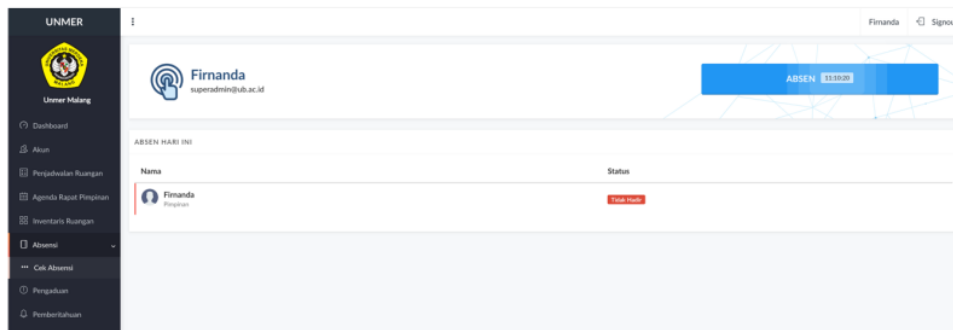 UNMER
Firnanda
Signou
Unmer Malang
Firnanda
superadmin@ub.ac.id
ABSEN 11:10:20
Dashboard
Akun
Penjadwalan Ruangan
Agenda Rapat Pimpinan
Inventaris Ruangan
Absensi
Cek Absensi
Pengaduan
Pemberitahuan
ABSEN HARI INI
Nama
Status
Firnanda
Pimpinan
Tidak Hadir